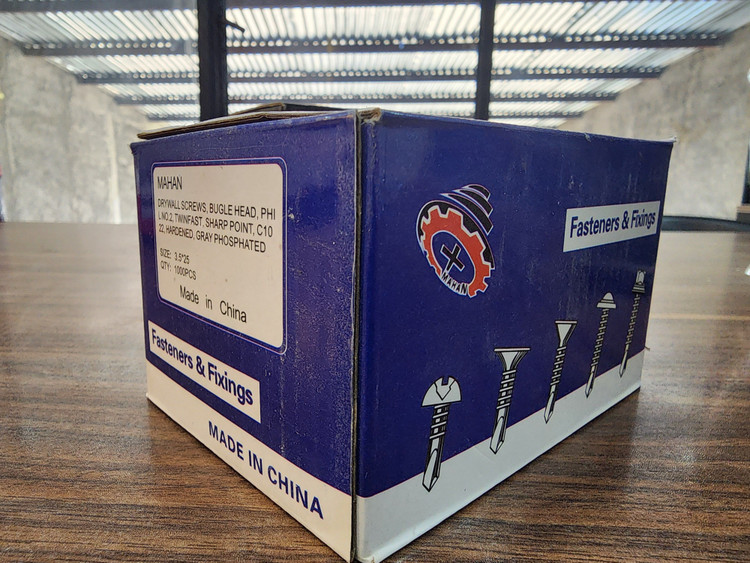 MAHAN
DRYWALL SCREWS, BUGLE HEAD, PHI
L NO.2, TWINFAST, SHARP POINT, C10
22, HARDENED, GRAY PHOSPHATED
SIZE: 3.5*25
QTY: 1000PCS
Made in China
Fasteners & Fixings
MADE IN CHINA
MAHAN
Fasteners & Fixings